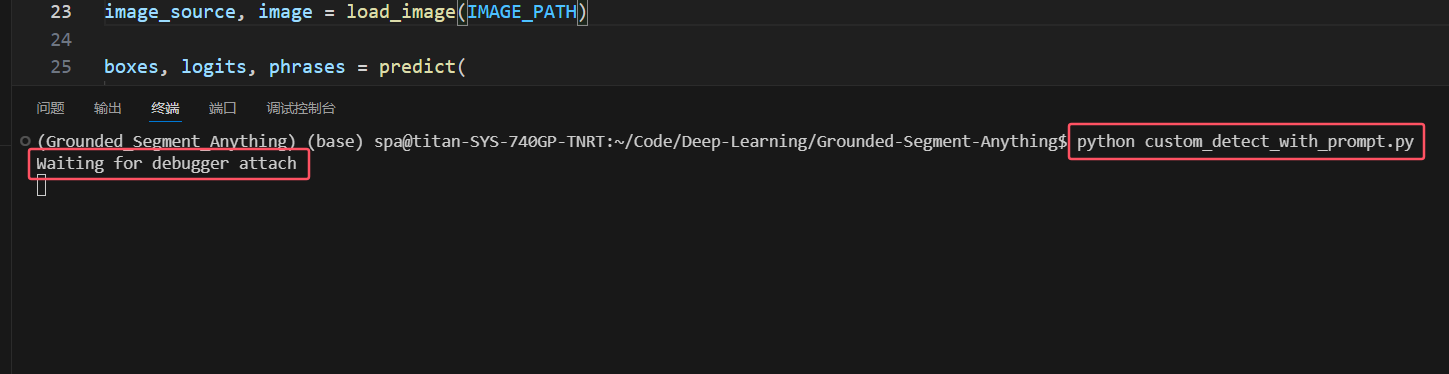 23 image_source, image = load_image(IMAGE_PATH)
24
25 boxes, logits, phrases = predict(
问题 输出 终端 端口 调试控制台
(Grounded_Segment_Anything) (base) spa@titan-SYS-740GP-TNRT:~/Code/Deep-Learning/Grounded-Segment-Anything$ python custom_detect_with_prompt.py
Waiting for debugger attach